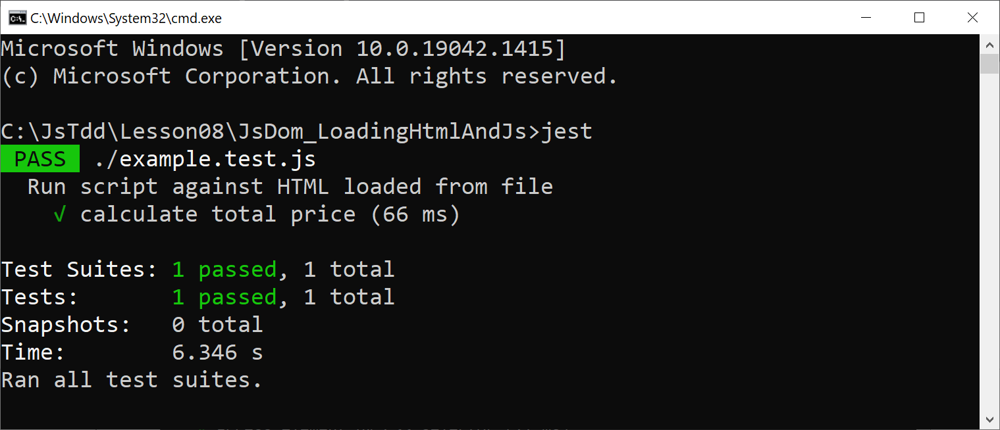 C:\Windows\System32\cmd.exe
Microsoft Windows [Version 10.0.19042.1415]
(c) Microsoft Corporation. All rights reserved.
C:\JsTdd\Lesson08\JsDom_LoadingHtmlAndJs>jest
PASS ./example.test.js
Run script against HTML loaded from file
√ calculate total price (66 ms)
Test Suites: 1 passed, 1 total
Tests: 1 passed, 1 total
Snapshots: 0 total
Time: 6.346 s
Ran all test suites.